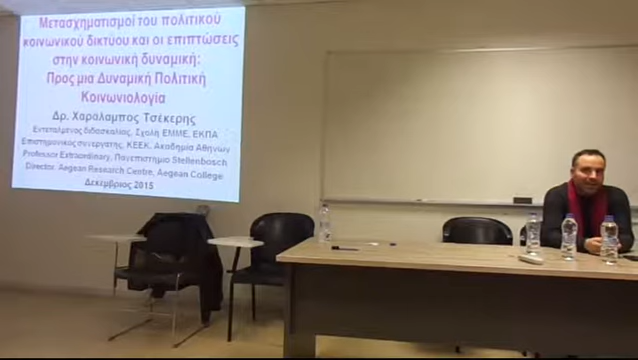 Μετασχηματισμοί του πολιτικού
κοινωνικού δικτύου και οι επιπτώσεις
στην κοινωνική δυναμική:
Προς μια Δυναμική Πολιτική
Κοινωνιολογία
Δρ. Χαράλαμπος Τσέκερης
Εντεταλμένος διδασκαλίας, Σχολή ΕΜΜΕ, ΕΚΠΑ
Επιστημονικός συνεργάτης, ΚΕΕΚ, Ακαδημία Αθηνών
Professor Extraordinary, Πανεπιστήμιο Stellenbosch
Director, Aegean Research Centre, Aegean College
Δεκέμβριος 2015